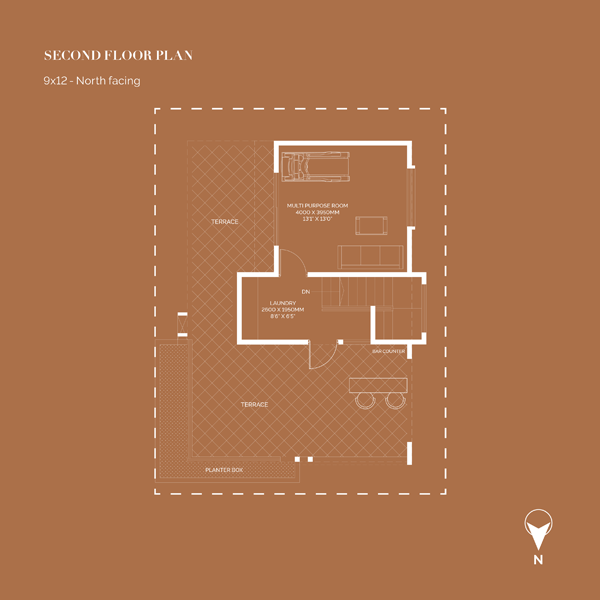 SECOND FLOOR PLAN
9x12 - North facing
TERRACE
MULTI PURPOSE ROOM
4000 X 3950MM
13'1" X 13'0"
DN
LAUNDRY
2600 X 1950MM
8'6" X 6'5"
BAR COUNTER
TERRACE
PLANTER BOX
N